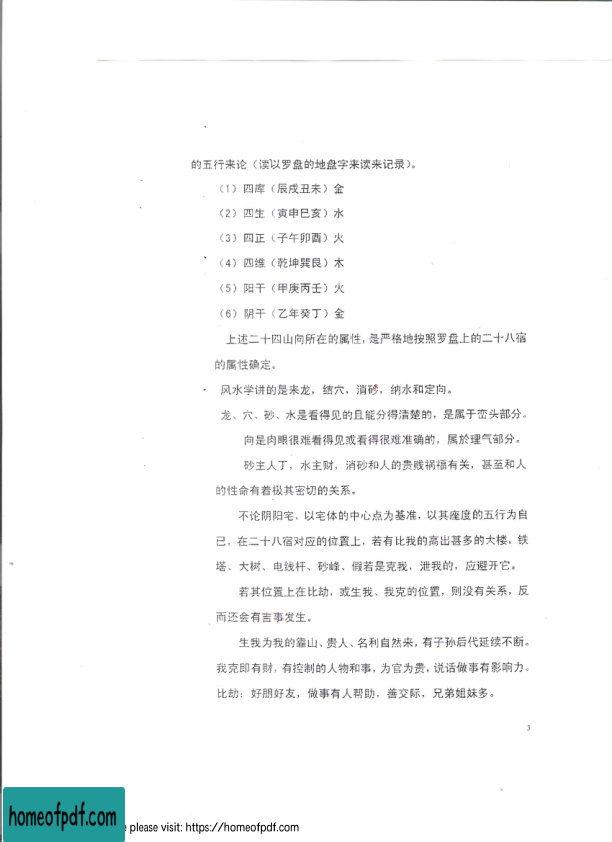 的五行来论（读以罗盘的地盘字来读来记录）。
（1）四库（辰戌丑未）金
（2）四生（寅申巳亥）水
（3）四正（子午卯酉）火
（4）四维（乾坤巽艮）木
（5）阳干（甲庚丙壬）火
（6）阴干（乙年癸丁）金
上述二十四山向所在的属性，是严格地按照罗盘上的二十八宿
的属性确定。
风水学讲的是来龙，结穴，消砂，纳水和定向。
龙、穴、砂、水是看得见的且能分得清楚的，是属于峦头部分。
向是肉眼很难看得见或看得很难准确的，属於理气部分。
砂主人丁，水主财，消砂和人的贵贱祸福有关，甚至和人
的性命有着极其密切的关系。
不论阴阳宅，以宅体的中心点为基准，以其座度的五行为自
己，在二十八宿对应的位置上，若有比我的高出甚多的大楼，铁
塔、大树、电线杆、砂峰、假若是克我，泄我的，应避开它。
若其位置上在比劫，或生我、我克的位置，则没有关系，反
而还会有吉事发生。
生我为我的靠山、贵人、名利自然来，有子孙后代延续不断。
我克即有财，有控制的人物和事，为官为贵，说话做事有影响力。
比劫：好朋好友，做事有人帮助，善交际，兄弟姐妹多。
3
homeofpdf.com
please visit: https://homeofpdf.com